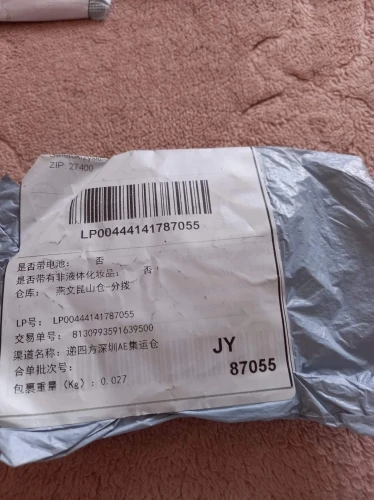 ZIP 27400
LP00444141787055
是否带电池： 否
是否带有非液体化妆品： 否
仓库： 燕文昆山仓-分拨
LP号： LP00444141787055
交易单号： 8130993591639500
渠道名称： 递四方深圳AE集运仓
合单批次号：
包裹重量（Kg）： 0.027
JY
87055